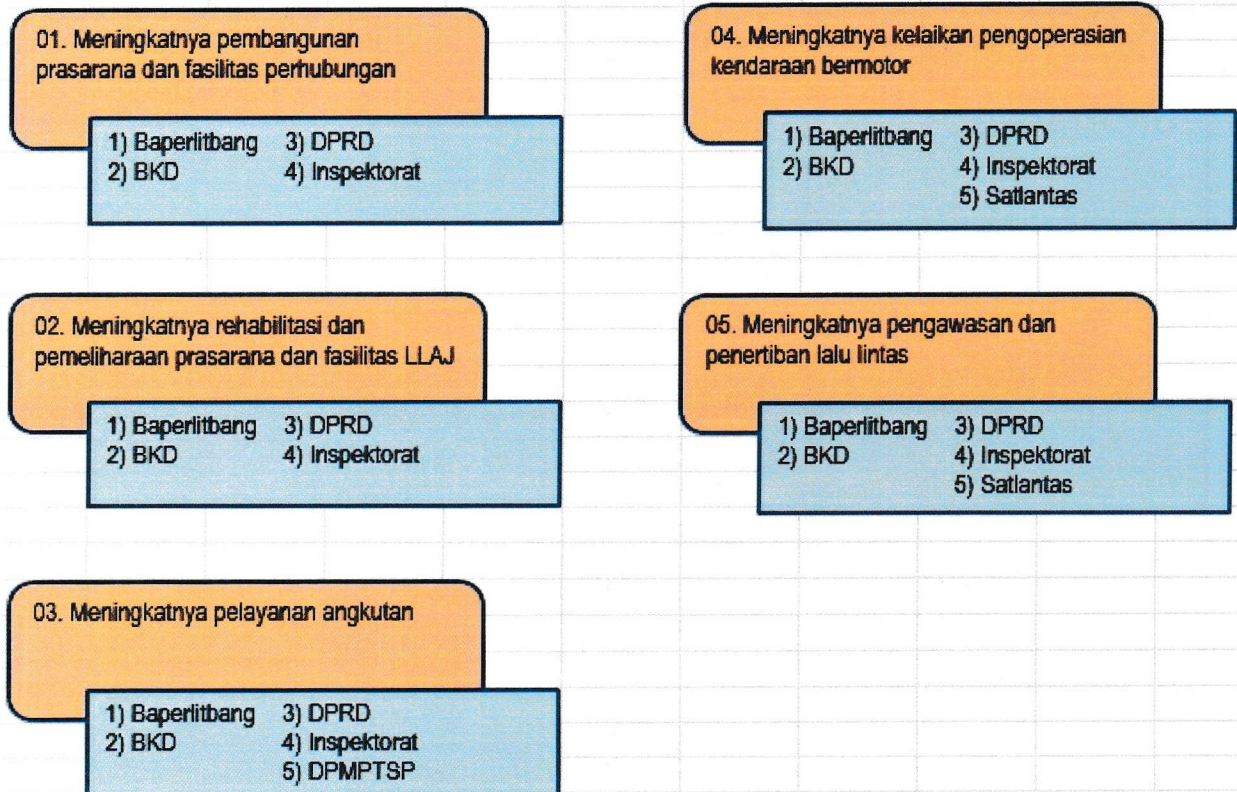 01. Meningkatnya pembangunan
prasarana dan fasilitas perhubungan
1) Baperlitbang 3) DPRD
2) BKD 4) Inspektorat
02. Meningkatnya rehabilitasi dan
pemeliharaan prasarana dan fasilitas LLAJ
1) Baperlitbang 3) DPRD
2) BKD 4) Inspektorat
03. Meningkatnya pelayanan angkutan
1) Baperlitbang 3) DPRD
2) BKD 4) Inspektorat
5) DPMPTSP
04. Meningkatnya kelaikan pengoperasian
kendaraan bermotor
1) Baperlitbang 3) DPRD
2) BKD 4) Inspektorat
5) Satlantas
05. Meningkatnya pengawasan dan
penertiban lalu lintas
1) Baperlitbang 3) DPRD
2) BKD 4) Inspektorat
5) Satlantas